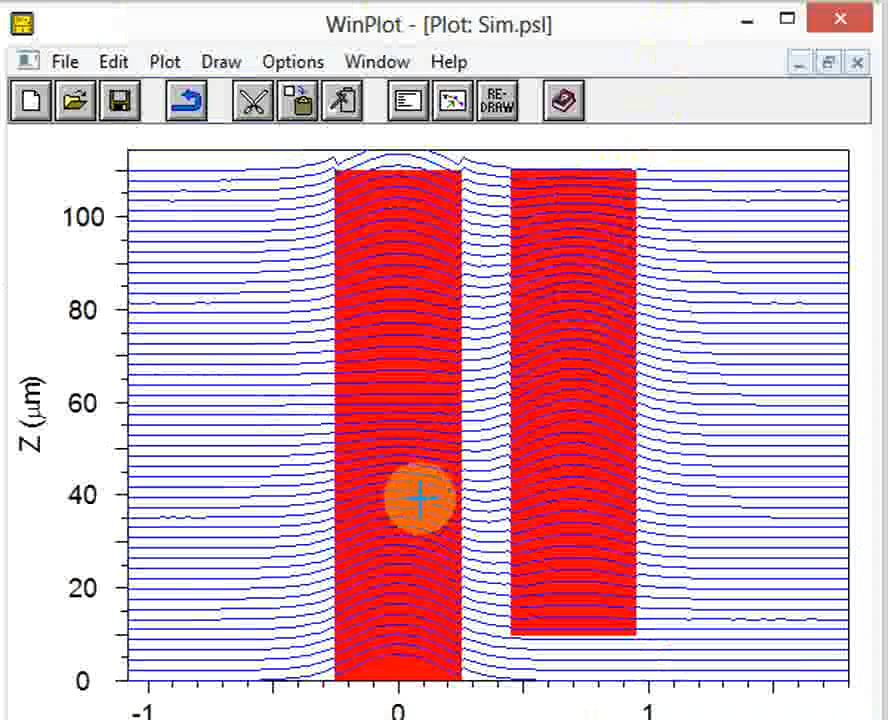 WinPlot - [Plot: Sim.psl]
File Edit Plot Draw Options Window Help
RE-
DRAW
100
80
60
40
20
0
Z (μm)
-1 0 1